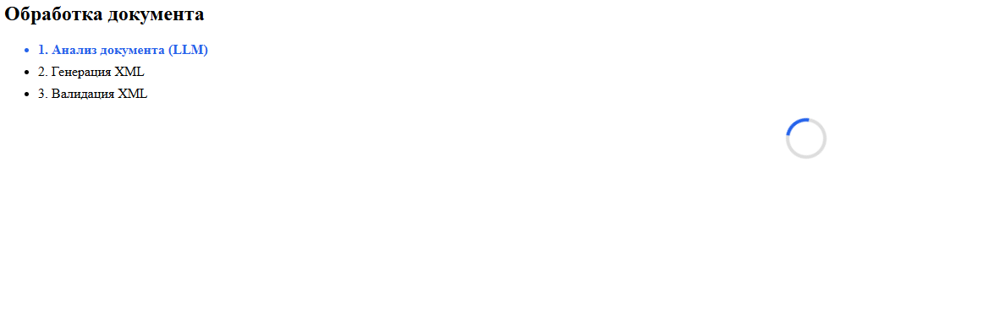 Обработка документа
1. Анализ документа (LLM)
2. Генерация XML
3. Валидация XML